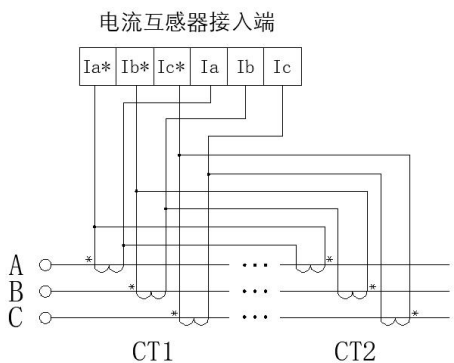 电流互感器接入端
Ia* Ib* Ic* Ia Ib Ic
A * ··· *
B * ··· *
C * ··· *
CT1 CT2